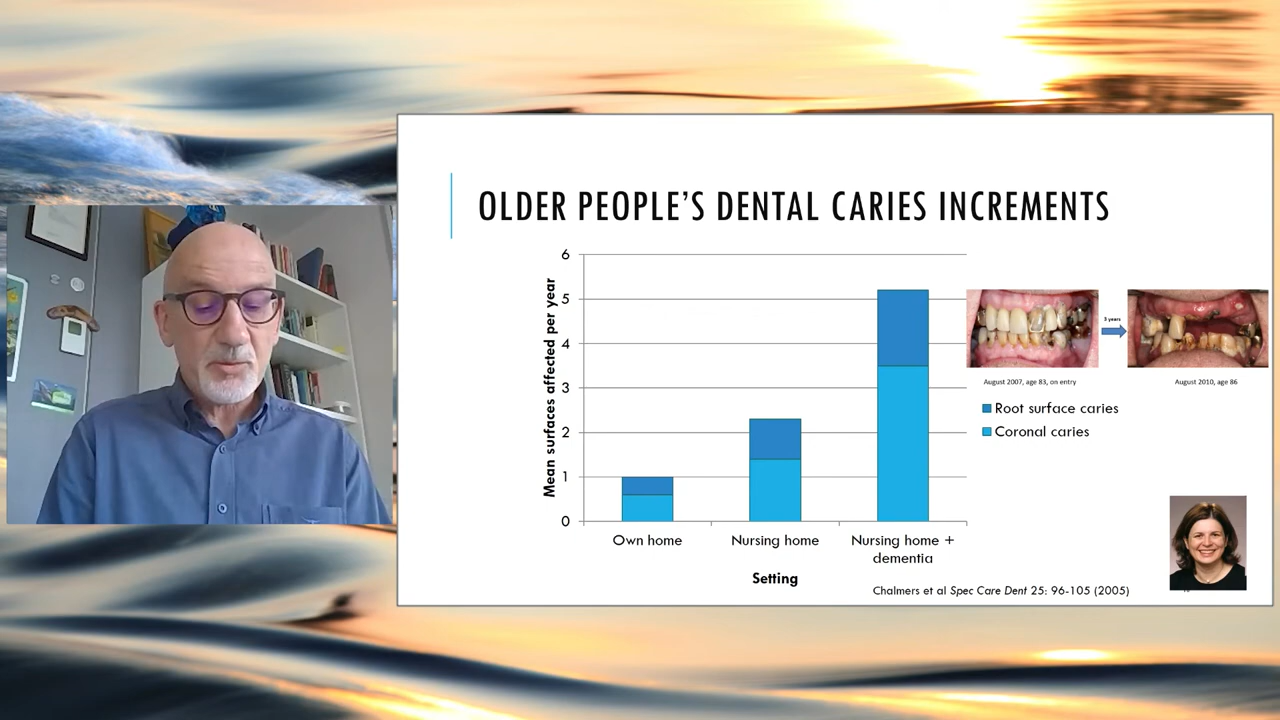 OLDER PEOPLE'S DENTAL CARIES INCREMENTS
Mean surfaces affected per year
6
5
4
3
2
1
0
Own home
Nursing home
Nursing home +
dementia
Setting
3 years
August 2007, age 83, on entry
August 2010, age 86
Root surface caries
Coronal caries
Chalmers et al Spec Care Dent 25: 96-105 (2005)